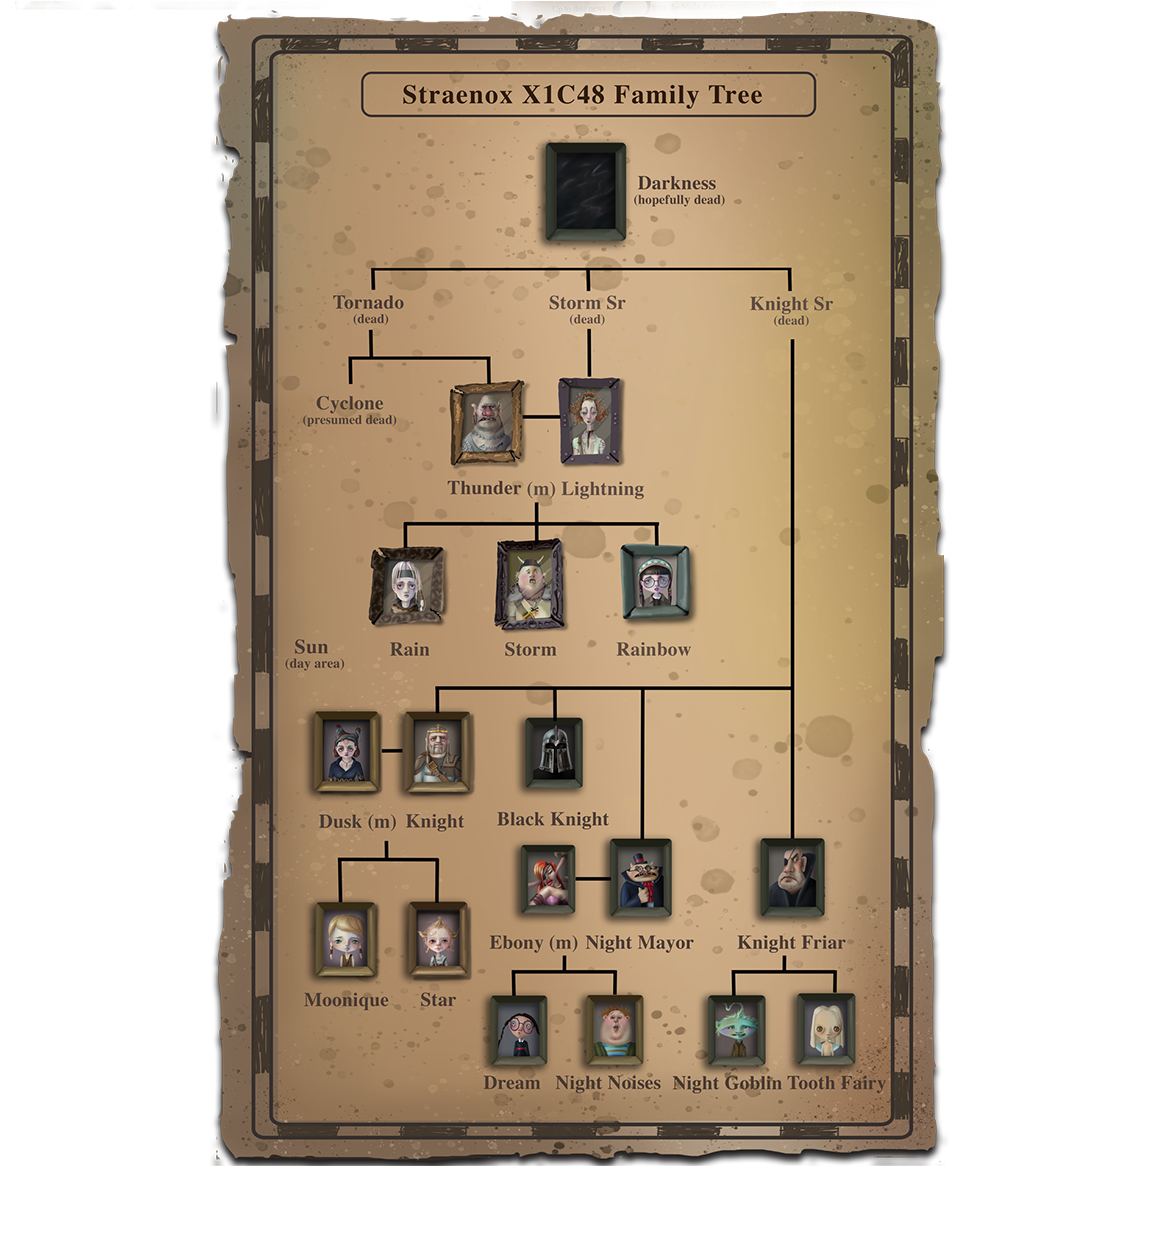 Straenox X1C48 Family Tree
Darkness
(hopefully dead)
Tornado
(dead)
Storm Sr
(dead)
Knight Sr
(dead)
Cyclone
(presumed dead)
Thunder (m) Lightning
Sun
(day area)
Rain
Storm
Rainbow
Dusk (m) Knight
Black Knight
Ebony (m) Night Mayor
Knight Friar
Moonique
Star
Dream
Night Noises
Night Goblin
Tooth Fairy